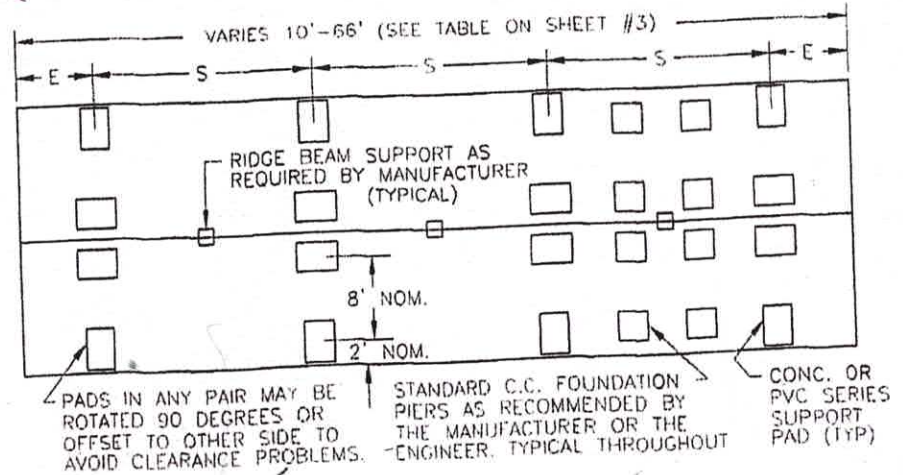 VARIES 10'-66' (SEE TABLE ON SHEET #3)
E S S S E
RIDGE BEAM SUPPORT AS
REQUIRED BY MANUFACTURER
(TYPICAL)
8' NOM.
2' NOM.
PADS IN ANY PAIR MAY BE
ROTATED 90 DEGREES OR
OFFSET TO OTHER SIDE TO
AVOID CLEARANCE PROBLEMS.
STANDARD C.C. FOUNDATION
PIERS AS RECOMMENDED BY
THE MANUFACTURER OR THE
ENGINEER. TYPICAL THROUGHOUT
CONC. OR
PVC SERIES
SUPPORT
PAD (TYP)